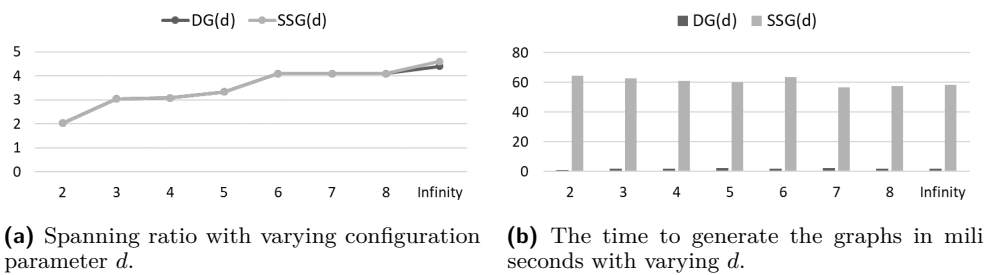 DG(d) SSG(d)
5
4
3
2
1
0
2 3 4 5 6 7 8 Infinity
(a) Spanning ratio with varying configuration
parameter d.
DG(d) SSG(d)
80
60
40
20
0
2 3 4 5 6 7 8 Infinity
(b) The time to generate the graphs in mili
seconds with varying d.